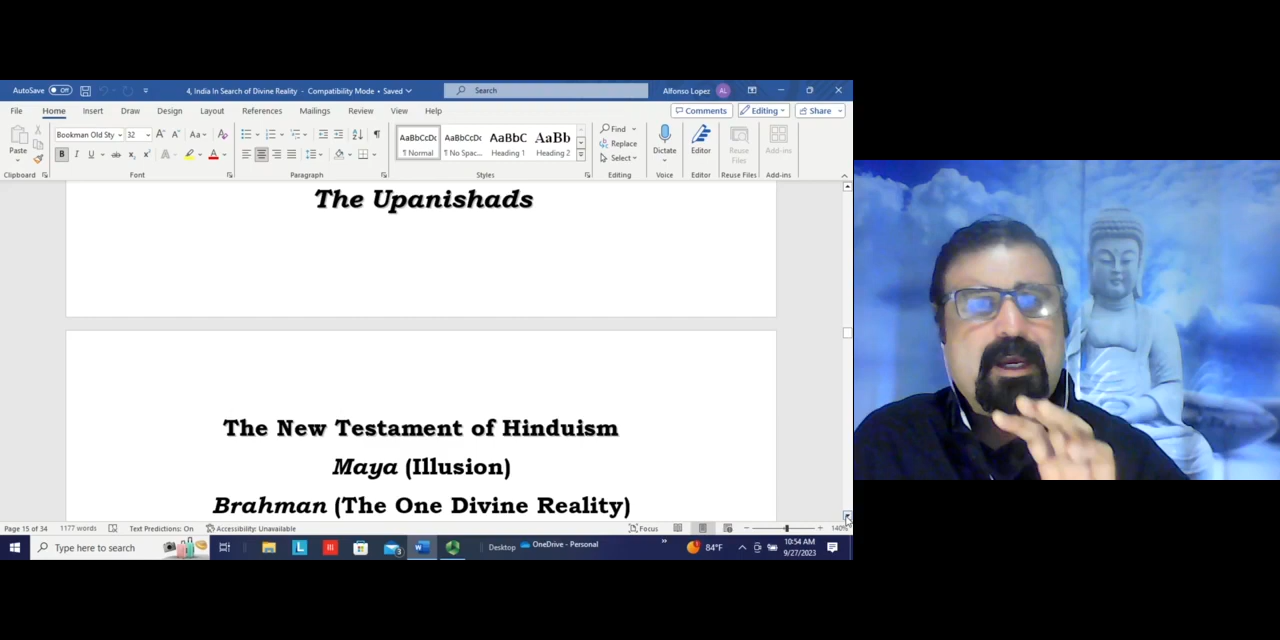 AutoSave Off
4, India In Search of Divine Reality - Compatibility Mode • Saved
Search
Alfonso Lopez AL
File Home Insert Draw Design Layout References Mailings Review View Help
Comments Editing Share
Paste
Bookman Old Sty 32
AaBbCcDc AaBbCcDc AaBbC AaBb
¶ Normal ¶ No Spac... Heading 1 Heading 2
Find
Replace
Select
Dictate
Editor
Reuse Files
Add-ins
Clipboard Font Paragraph Styles Editing Voice Editor Reuse Files Add-ins
The Upanishads
The New Testament of Hinduism
Maya (Illusion)
Brahman (The One Divine Reality)
Page 15 of 34 1177 words Text Predictions: On Accessibility: Unavailable Focus 140%
Type here to search
Desktop OneDrive - Personal
84°F
10:54 AM
9/27/2023